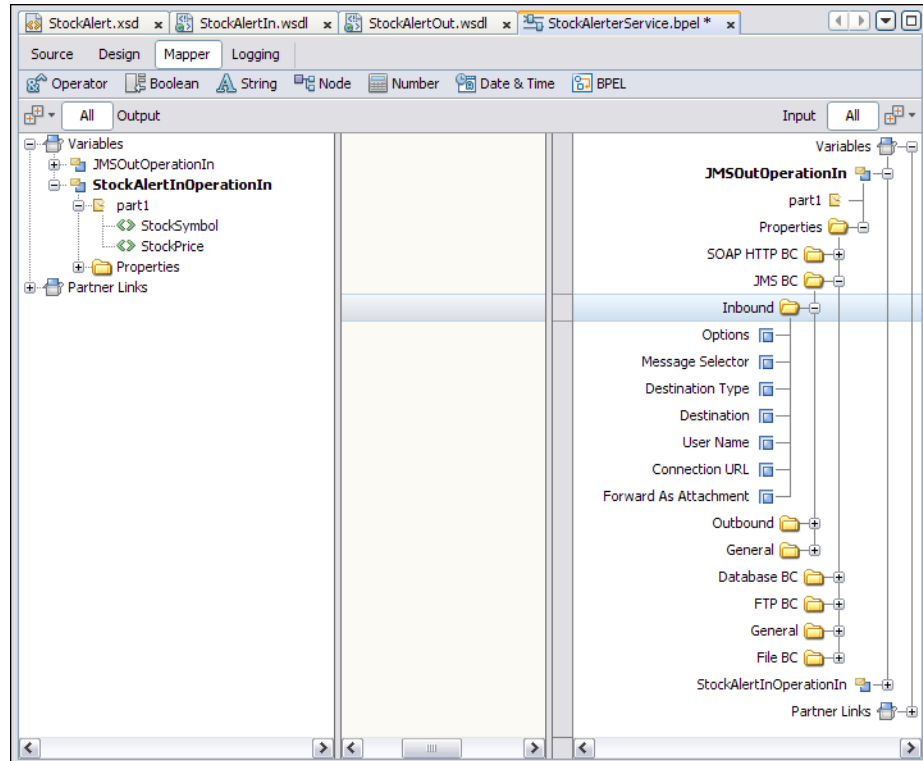 StockAlert.xsd x StockAlertIn.wsdl x StockAlertOut.wsdl x StockAlerterService.bpel * x
Source Design Mapper Logging
Operator Boolean String Node Number Date & Time BPEL
All Output Input All
Variables
JMSOutOperationIn
StockAlertInOperationIn
part1
StockSymbol
StockPrice
Properties
Partner Links
Variables
JMSOutOperationIn
part1
Properties
SOAP HTTP BC
JMS BC
Inbound
Options
Message Selector
Destination Type
Destination
User Name
Connection URL
Forward As Attachment
Outbound
General
Database BC
FTP BC
General
File BC
StockAlertInOperationIn
Partner Links